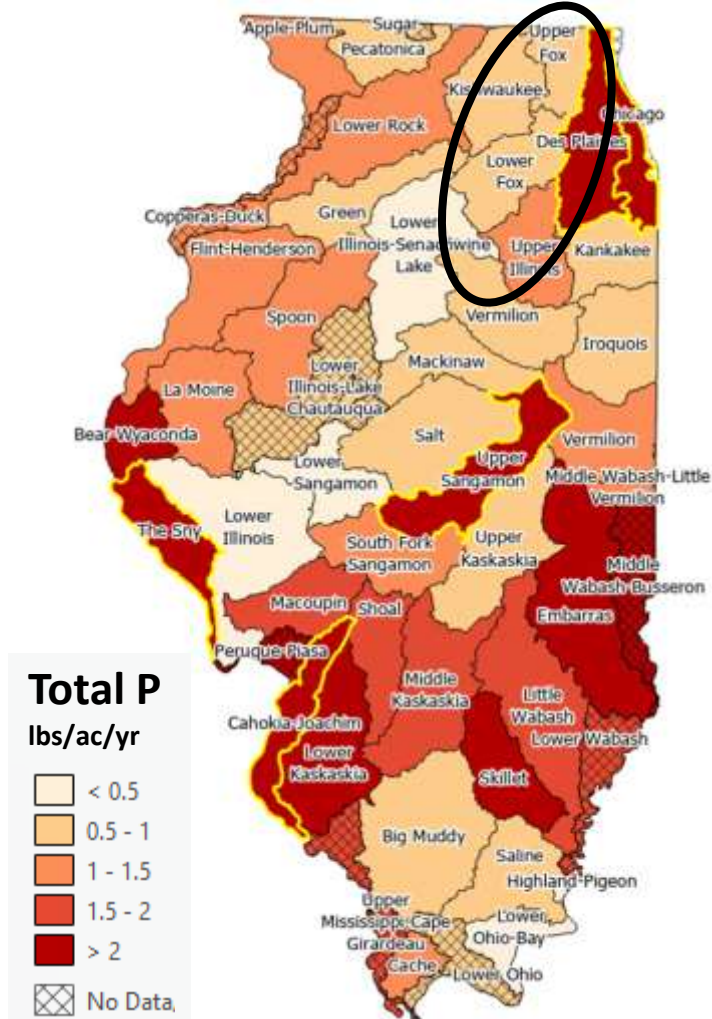 Apple-Plum
Sugar
Pecatonica
Upper
Fox
Kishwaukee
Chicago
Lower Rock
Des Plaines
Lower
Fox
Copperas-Duck
Green
Lower
Illinois-Senachwine
Lake
Flint-Henderson
Upper
Illinois
Kankakee
Spoon
Vermilion
Iroquois
Mackinaw
Lower
Illinois-Lake
Chautauqua
La Moine
Bear-Wyaconda
Salt
Vermilion
Lower
Sangamon
Upper
Sangamon
Middle Wabash-Little
Vermilion
The Sny
Lower
Illinois
South Fork
Sangamon
Upper
Kaskaskia
Middle
Wabash-Busseron
Macoupin
Shoal
Embarras
Peruque-Piasa
Middle
Kaskaskia
Little
Wabash
Cahokia-Joachim
Lower Wabash
Lower
Kaskaskia
Skillet
Big Muddy
Saline
Highland-Pigeon
Upper
Mississippi-Cape
Girardeau
Lower
Ohio-Bay
Cache
Lower Ohio
Total P
lbs/ac/yr
< 0.5
0.5 - 1
1 - 1.5
1.5 - 2
> 2
No Data,